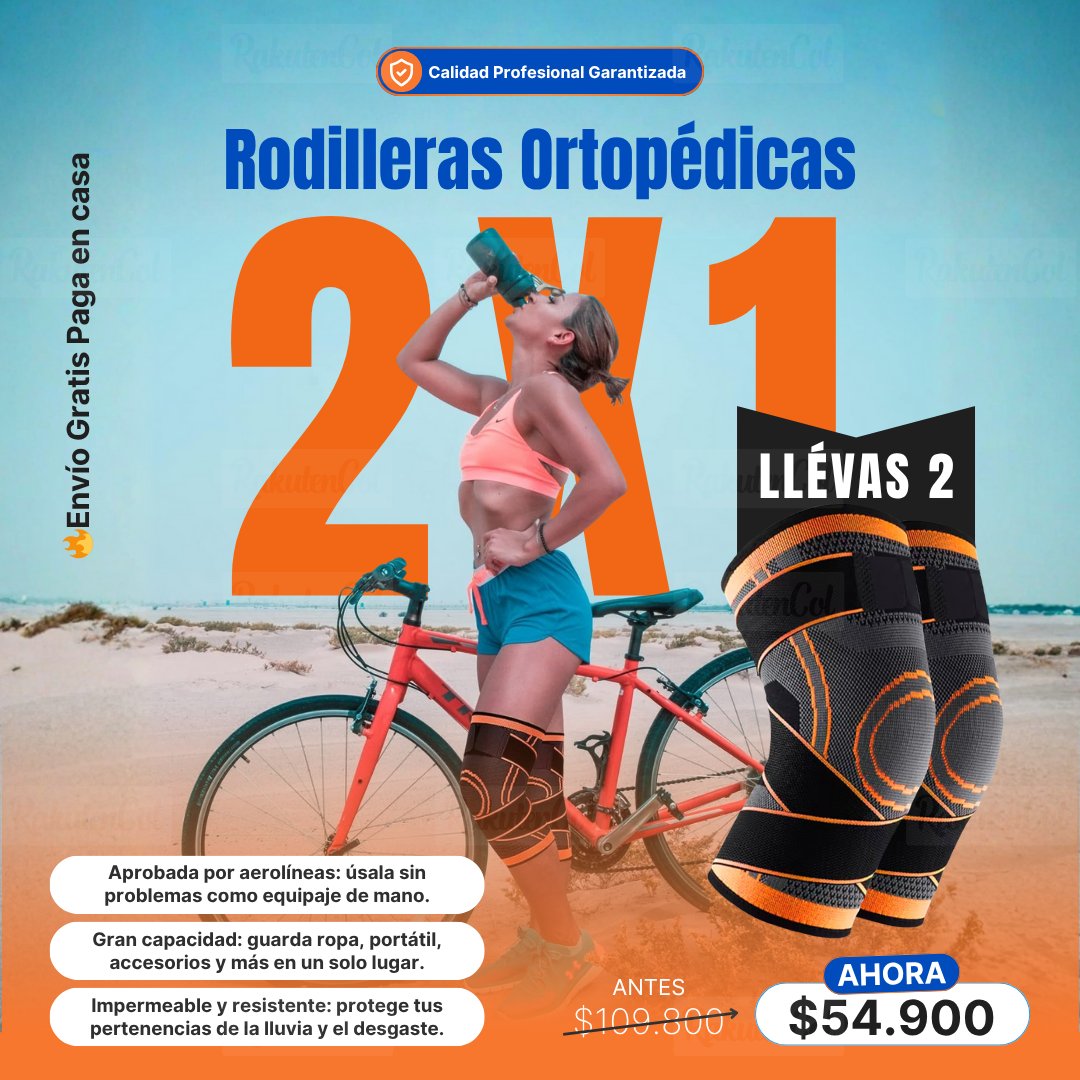 Calidad Profesional Garantizada
Rodilleras Ortopédicas
2X1
🔥Envío Gratis Paga en casa
LLÉVAS 2
Aprobada por aerolíneas: úsala sin
problemas como equipaje de mano.
Gran capacidad: guarda ropa, portátil,
accesorios y más en un solo lugar.
Impermeable y resistente: protege tus
pertenencias de la lluvia y el desgaste.
ANTES
$109.800
AHORA
$54.900
RakutenCol